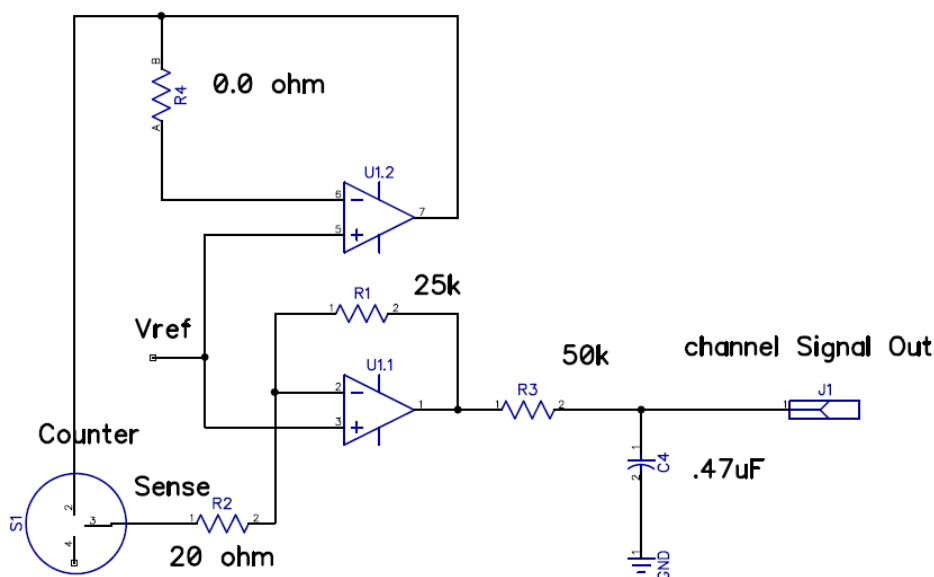 B
0.0 ohm
R4
A
U1.2
6
7
5
25k
R1
1
2
Vref
channel Signal Out
50k
U1.1
J1
2
1
R3
1
2
1
3
Counter
1
C4
.47uF
2
Sense
R2
2
S1
3
1
2
4
20 ohm
1
GND